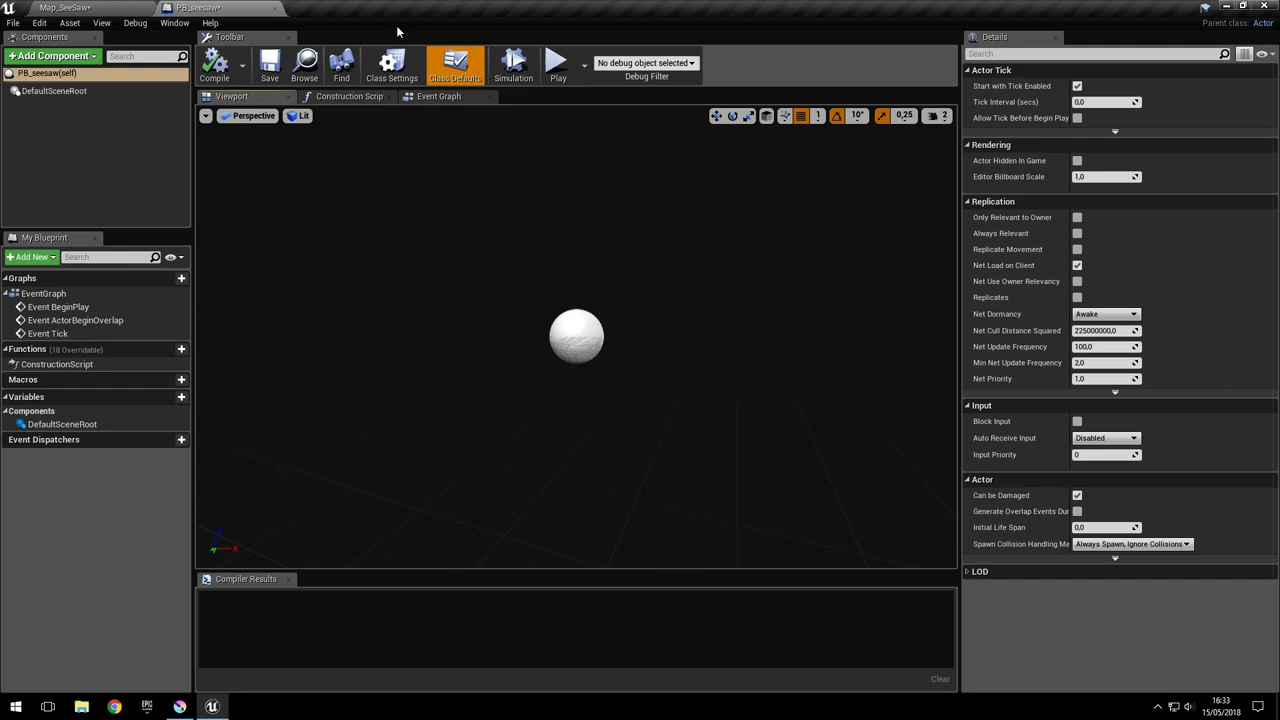 Map_SeeSaw*
PB_seesaw*
File Edit Asset View Debug Window Help
Parent class: Actor
Components
+Add Component
Search
PB_seesaw(self)
DefaultSceneRoot
Toolbar
Compile
Save
Browse
Find
Class Settings
Class Defaults
Simulation
Play
No debug object selected
Debug Filter
Viewport
Construction Scrip
Event Graph
Perspective
Lit
1
10°
0,25
2
My Blueprint
+Add New
Search
Graphs
EventGraph
Event BeginPlay
Event ActorBeginOverlap
Event Tick
Functions (18 Overridable)
ConstructionScript
Macros
Variables
Components
DefaultSceneRoot
Event Dispatchers
Z
X
Compiler Results
Clear
Details
Search
Actor Tick
Start with Tick Enabled
Tick Interval (secs) 0,0
Allow Tick Before Begin Play
Rendering
Actor Hidden In Game
Editor Billboard Scale 1,0
Replication
Only Relevant to Owner
Always Relevant
Replicate Movement
Net Load on Client
Net Use Owner Relevancy
Replicates
Net Dormancy Awake
Net Cull Distance Squared 225000000,0
Net Update Frequency 100,0
Min Net Update Frequency 2,0
Net Priority 1,0
Input
Block Input
Auto Receive Input Disabled
Input Priority 0
Actor
Can be Damaged
Generate Overlap Events Dur
Initial Life Span 0,0
Spawn Collision Handling Me Always Spawn, Ignore Collisions
LOD
EPIC
16:33
15/05/2018